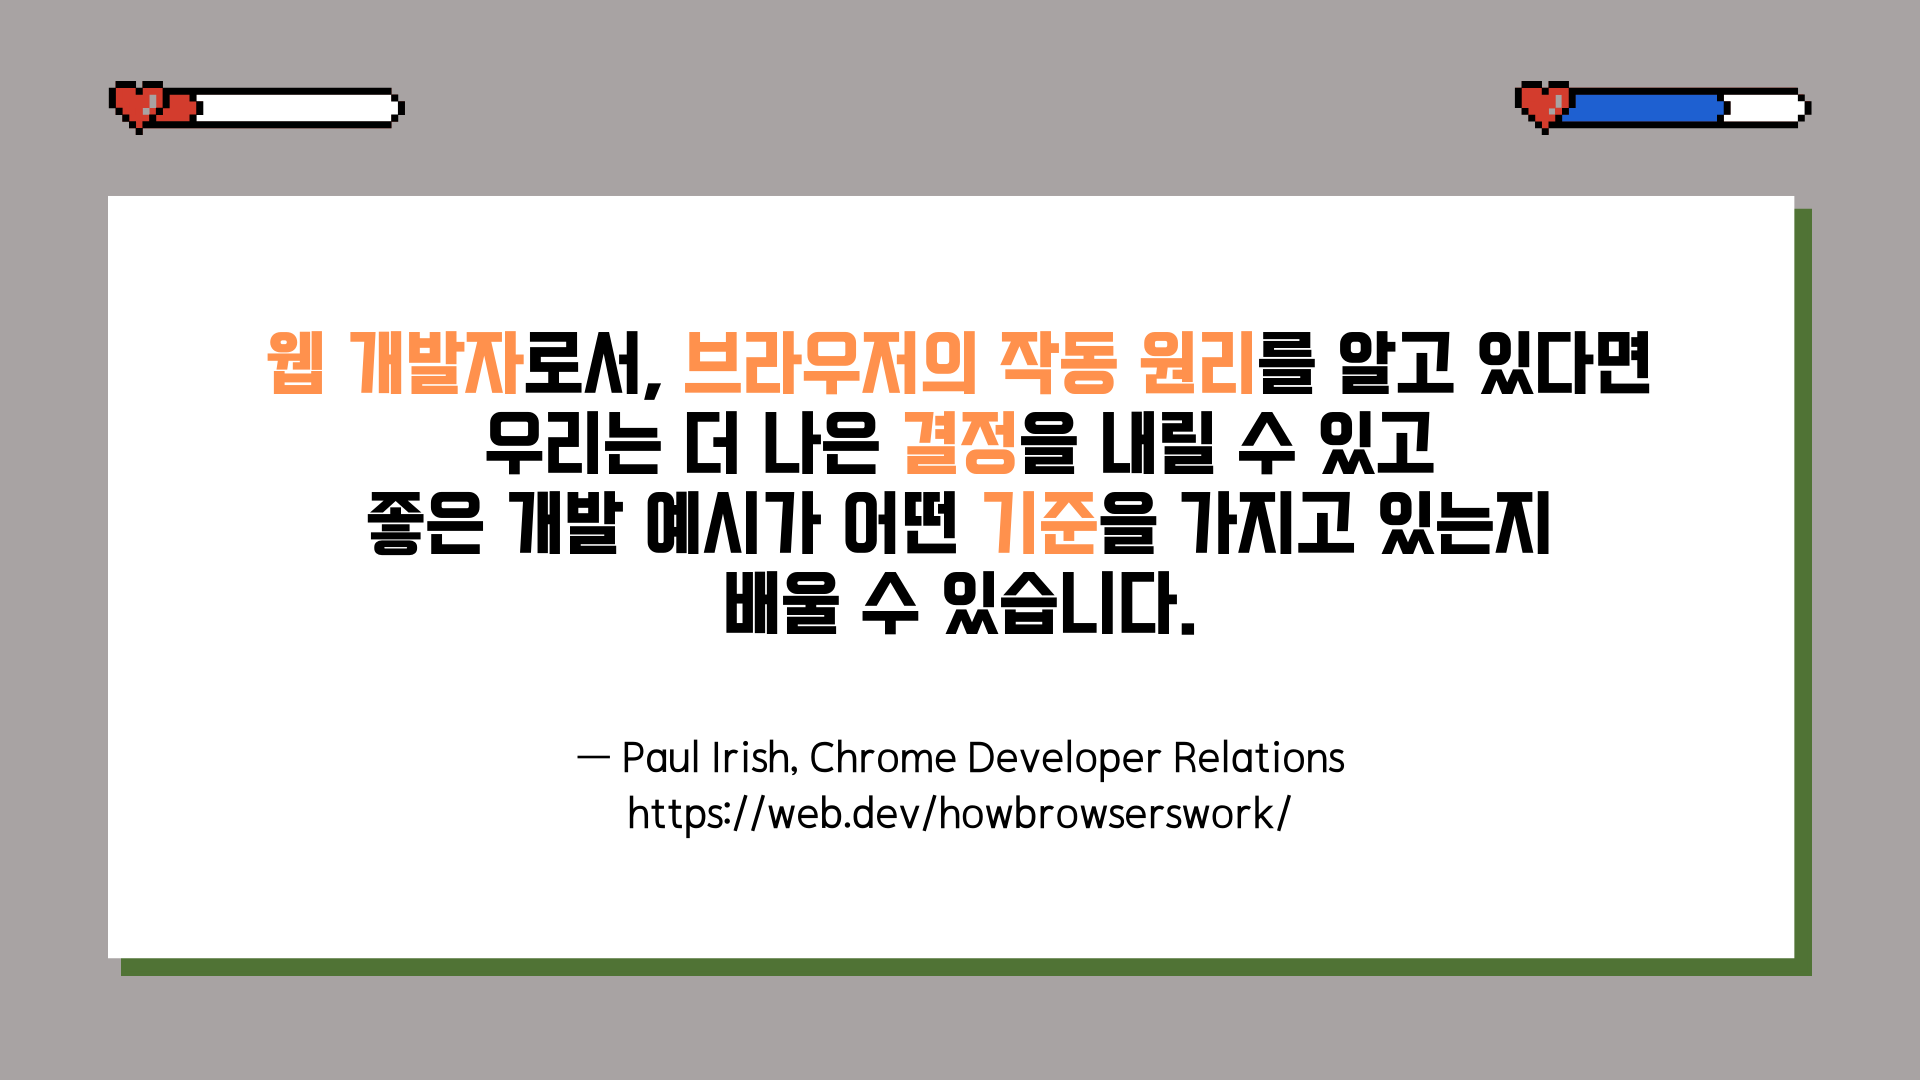 웹 개발자로서, 브라우저의 작동 원리를 알고 있다면
우리는 더 나은 결정을 내릴 수 있고
좋은 개발 예시가 어떤 기준을 가지고 있는지
배울 수 있습니다.
— Paul Irish, Chrome Developer Relations
https://web.dev/howbrowserswork/